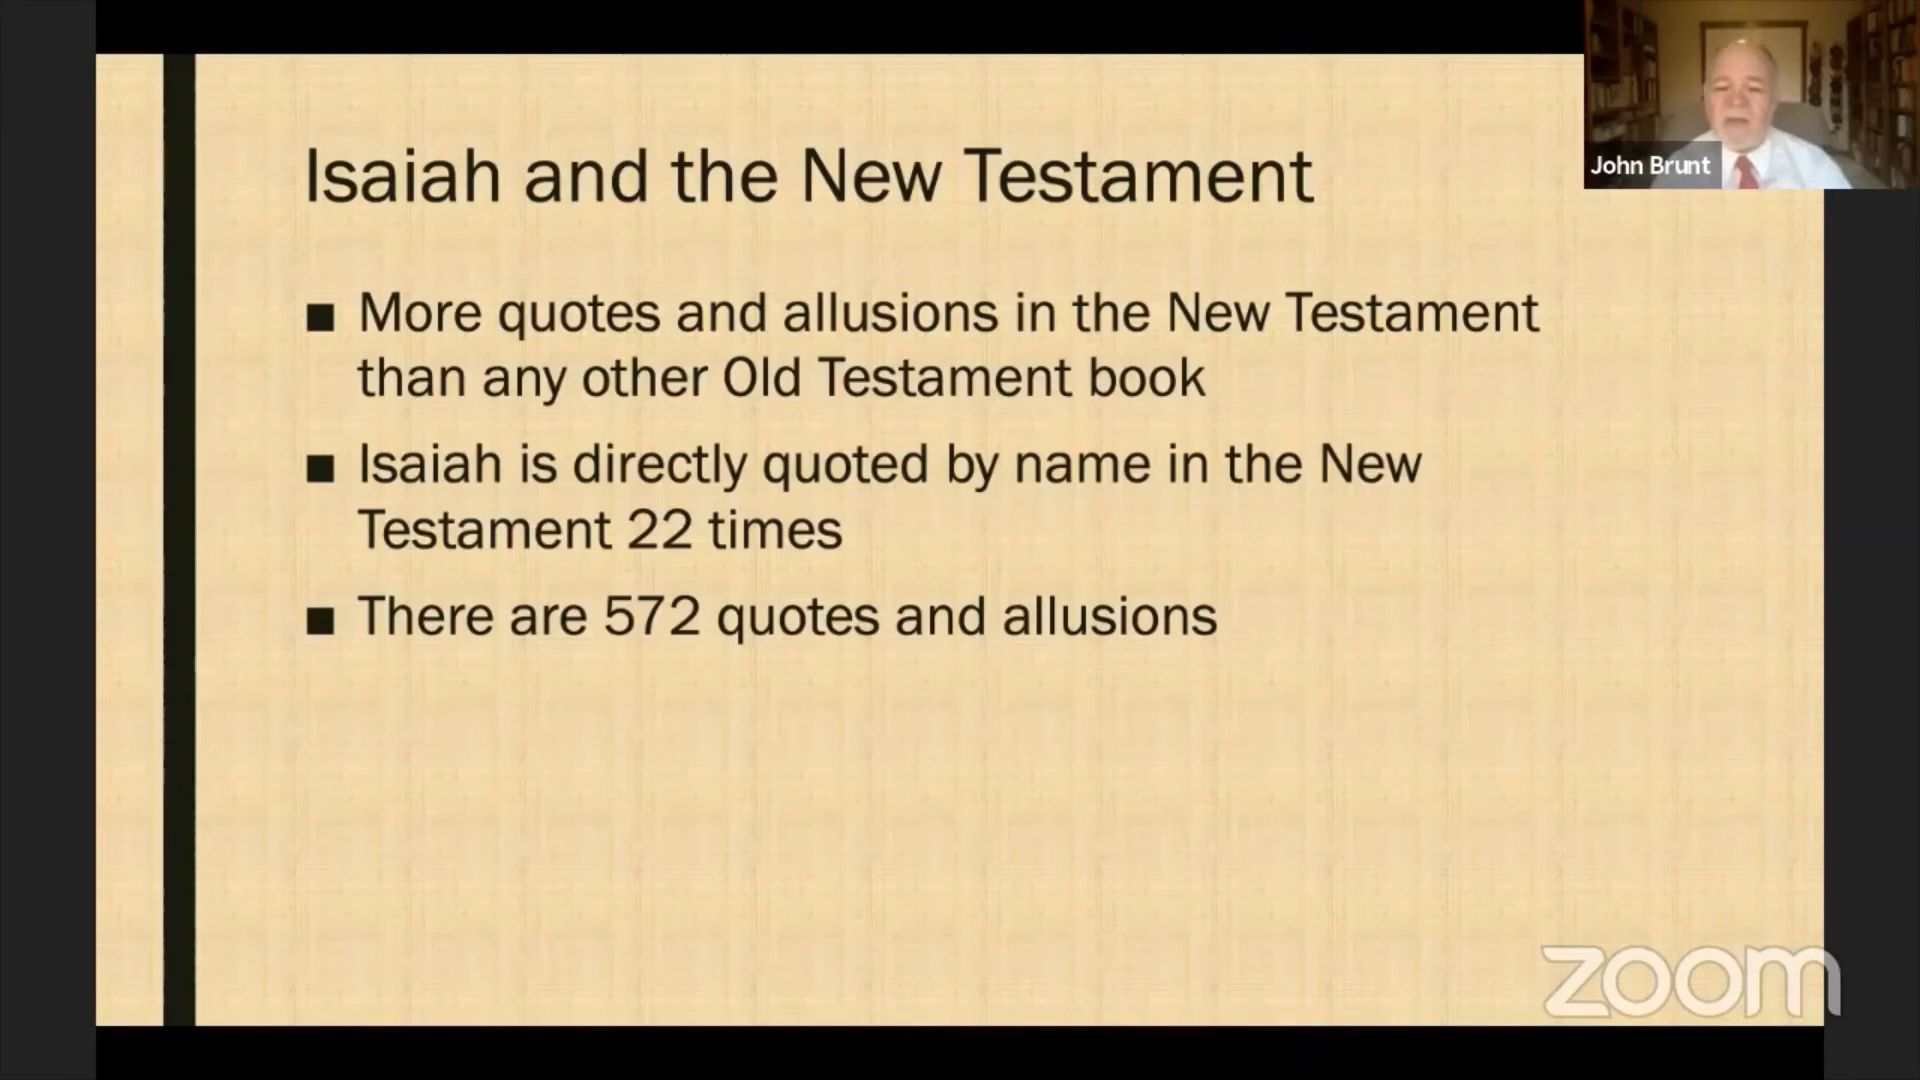 Isaiah and the New Testament
■ More quotes and allusions in the New Testament
than any other Old Testament book
■ Isaiah is directly quoted by name in the New
Testament 22 times
■ There are 572 quotes and allusions
John Brunt
zoom